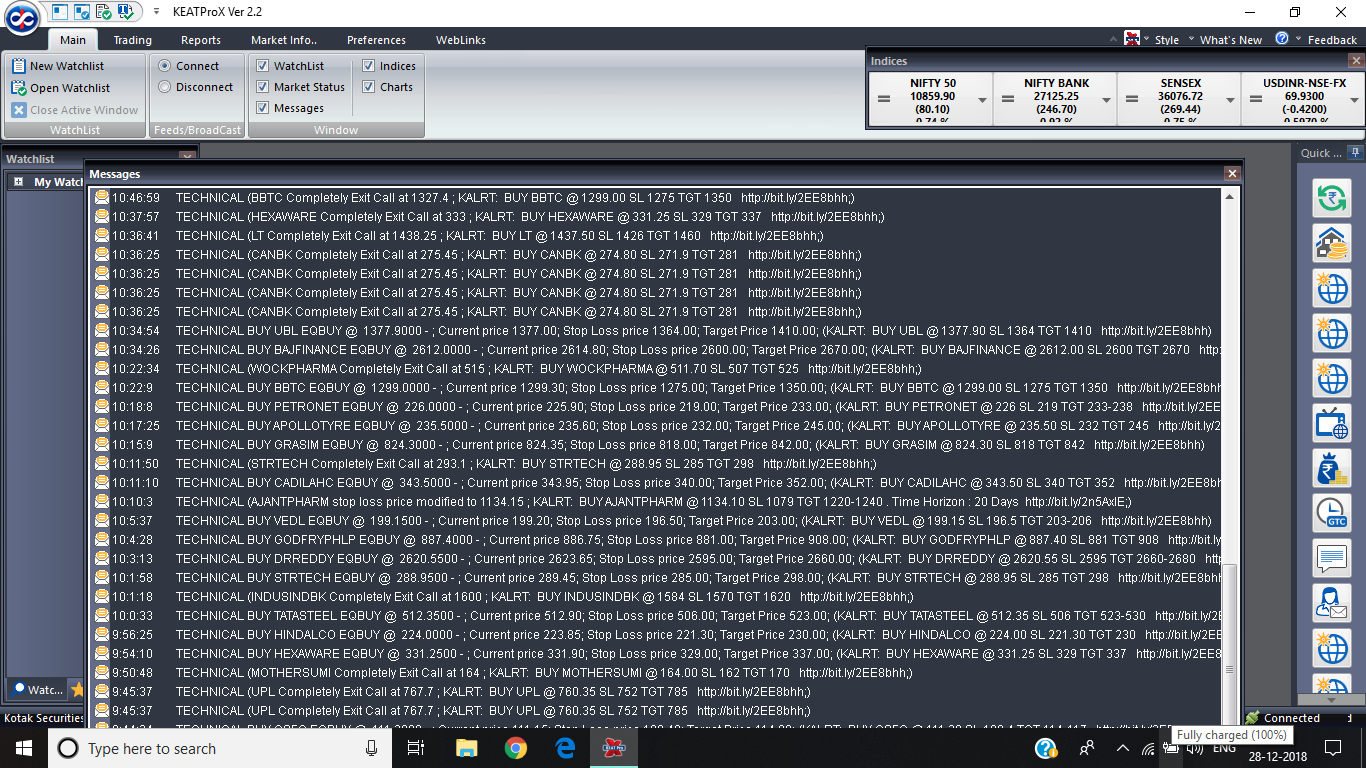 KEATProX Ver 2.2
Main Trading Reports Market Info.. Preferences WebLinks
Style What's New Feedback
New Watchlist
Open Watchlist
Close Active Window
WatchList
Connect
Disconnect
Feeds/BroadCast
WatchList Indices
Market Status Charts
Messages
Window
Indices
NIFTY 50
10859.90
(80.10)
0.74 %
NIFTY BANK
27125.25
(246.70)
0.92 %
SENSEX
36076.72
(269.44)
0.75 %
USDINR-NSE-FX
69.9300
(-0.4200)
0.5970 %
Watchlist
My Watcl
Quick ...
Messages
10:46:59 TECHNICAL (BBTC Completely Exit Call at 1327.4 ; KALRT: BUY BBTC @ 1299.00 SL 1275 TGT 1350 http://bit.ly/2EE8bhh;)
10:37:57 TECHNICAL (HEXAWARE Completely Exit Call at 333 ; KALRT: BUY HEXAWARE @ 331.25 SL 329 TGT 337 http://bit.ly/2EE8bhh;)
10:36:41 TECHNICAL (LT Completely Exit Call at 1438.25 ; KALRT: BUY LT @ 1437.50 SL 1426 TGT 1460 http://bit.ly/2EE8bhh;)
10:36:25 TECHNICAL (CANBK Completely Exit Call at 275.45 ; KALRT: BUY CANBK @ 274.80 SL 271.9 TGT 281 http://bit.ly/2EE8bhh;)
10:36:25 TECHNICAL (CANBK Completely Exit Call at 275.45 ; KALRT: BUY CANBK @ 274.80 SL 271.9 TGT 281 http://bit.ly/2EE8bhh;)
10:36:25 TECHNICAL (CANBK Completely Exit Call at 275.45 ; KALRT: BUY CANBK @ 274.80 SL 271.9 TGT 281 http://bit.ly/2EE8bhh;)
10:36:25 TECHNICAL (CANBK Completely Exit Call at 275.45 ; KALRT: BUY CANBK @ 274.80 SL 271.9 TGT 281 http://bit.ly/2EE8bhh;)
10:34:54 TECHNICAL BUY UBL EQBUY @ 1377.9000 - ; Current price 1377.00; Stop Loss price 1364.00; Target Price 1410.00; (KALRT: BUY UBL @ 1377.90 SL 1364 TGT 1410 http://bit.ly/2EE8bhh)
10:34:26 TECHNICAL BUY BAJFINANCE EQBUY @ 2612.0000 - ; Current price 2614.80; Stop Loss price 2600.00; Target Price 2670.00; (KALRT: BUY BAJFINANCE @ 2612.00 SL 2600 TGT 2670 http:
10:22:34 TECHNICAL (WOCKPHARMA Completely Exit Call at 515 ; KALRT: BUY WOCKPHARMA @ 511.70 SL 507 TGT 525 http://bit.ly/2EE8bhh;)
10:22:9 TECHNICAL BUY BBTC EQBUY @ 1299.0000 - ; Current price 1299.30; Stop Loss price 1275.00; Target Price 1350.00; (KALRT: BUY BBTC @ 1299.00 SL 1275 TGT 1350 http://bit.ly/2EE8bhh
10:18:8 TECHNICAL BUY PETRONET EQBUY @ 226.0000 - ; Current price 225.90; Stop Loss price 219.00; Target Price 233.00; (KALRT: BUY PETRONET @ 226 SL 219 TGT 233-238 http://bit.ly/2EE
10:17:25 TECHNICAL BUY APOLLOTYRE EQBUY @ 235.5000 - ; Current price 235.60; Stop Loss price 232.00; Target Price 245.00; (KALRT: BUY APOLLOTYRE @ 235.50 SL 232 TGT 245 http://bit.ly/2
10:15:9 TECHNICAL BUY GRASIM EQBUY @ 824.3000 - ; Current price 824.35; Stop Loss price 818.00; Target Price 842.00; (KALRT: BUY GRASIM @ 824.30 SL 818 TGT 842 http://bit.ly/2EE8bhh)
10:11:50 TECHNICAL (STRTECH Completely Exit Call at 293.1 ; KALRT: BUY STRTECH @ 288.95 SL 285 TGT 298 http://bit.ly/2EE8bhh;)
10:11:10 TECHNICAL BUY CADILAHC EQBUY @ 343.5000 - ; Current price 343.95; Stop Loss price 340.00; Target Price 352.00; (KALRT: BUY CADILAHC @ 343.50 SL 340 TGT 352 http://bit.ly/2EE8
10:10:3 TECHNICAL (AJANTPHARM stop loss price modified to 1134.15 ; KALRT: BUY AJANTPHARM @ 1134.10 SL 1079 TGT 1220-1240 . Time Horizon : 20 Days http://bit.ly/2n5AxlE;)
10:5:37 TECHNICAL BUY VEDL EQBUY @ 199.1500 - ; Current price 199.20; Stop Loss price 196.50; Target Price 203.00; (KALRT: BUY VEDL @ 199.15 SL 196.5 TGT 203-206 http://bit.ly/2EE8bhh)
10:4:28 TECHNICAL BUY GODFRYPHLP EQBUY @ 887.4000 - ; Current price 886.75; Stop Loss price 881.00; Target Price 908.00; (KALRT: BUY GODFRYPHLP @ 887.40 SL 881 TGT 908 http://bit.ly
10:3:13 TECHNICAL BUY DRREDDY EQBUY @ 2620.5500 - ; Current price 2623.65; Stop Loss price 2595.00; Target Price 2660.00; (KALRT: BUY DRREDDY @ 2620.55 SL 2595 TGT 2660-2680 htt
10:1:58 TECHNICAL BUY STRTECH EQBUY @ 288.9500 - ; Current price 289.45; Stop Loss price 285.00; Target Price 298.00; (KALRT: BUY STRTECH @ 288.95 SL 285 TGT 298 http://bit.ly/2EE8bhh
10:1:18 TECHNICAL (INDUSINDBK Completely Exit Call at 1600 ; KALRT: BUY INDUSINDBK @ 1584 SL 1570 TGT 1620 http://bit.ly/2EE8bhh;)
10:0:33 TECHNICAL BUY TATASTEEL EQBUY @ 512.3500 - ; Current price 512.90; Stop Loss price 506.00; Target Price 523.00; (KALRT: BUY TATASTEEL @ 512.35 SL 506 TGT 523-530 http://bit.ly/2E
9:56:25 TECHNICAL BUY HINDALCO EQBUY @ 224.0000 - ; Current price 223.85; Stop Loss price 221.30; Target Price 230.00; (KALRT: BUY HINDALCO @ 224.00 SL 221.30 TGT 230 http://bit.ly/2EE8
9:54:10 TECHNICAL BUY HEXAWARE EQBUY @ 331.2500 - ; Current price 331.90; Stop Loss price 329.00; Target Price 337.00; (KALRT: BUY HEXAWARE @ 331.25 SL 329 TGT 337 http://bit.ly/2EE8
9:50:48 TECHNICAL (MOTHERSUMI Completely Exit Call at 164 ; KALRT: BUY MOTHERSUMI @ 164.00 SL 162 TGT 170 http://bit.ly/2EE8bhh;)
9:45:37 TECHNICAL (UPL Completely Exit Call at 767.7 ; KALRT: BUY UPL @ 760.35 SL 752 TGT 785 http://bit.ly/2EE8bhh;)
9:45:37 TECHNICAL (UPL Completely Exit Call at 767.7 ; KALRT: BUY UPL @ 760.35 SL 752 TGT 785 http://bit.ly/2EE8bhh;)
GTC
Watc...
Kotak Securities
Connected
Fully charged (100%)
Type here to search
ENG
28-12-2018